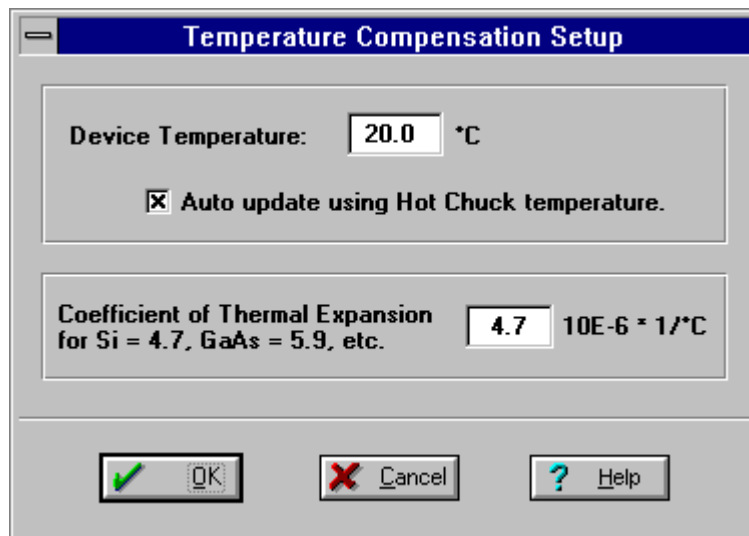 Temperature Compensation Setup
Device Temperature: 20.0 °C
Auto update using Hot Chuck temperature.
Coefficient of Thermal Expansion
for Si = 4.7, GaAs = 5.9, etc.
4.7 10E-6 * 1/°C
OK Cancel Help